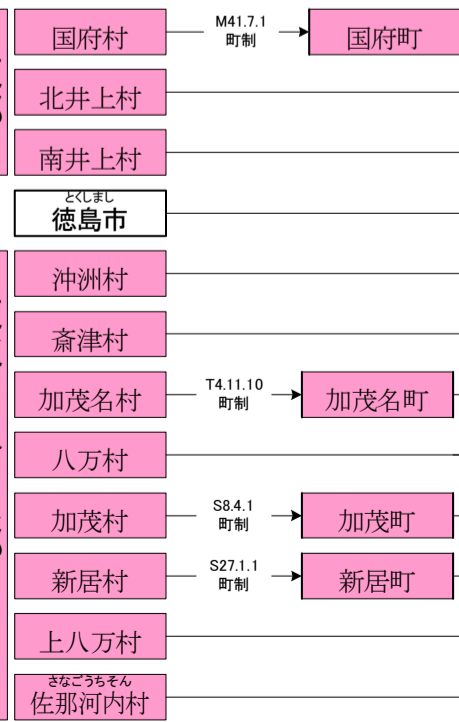 国府村
M41.7.1
町制
国府町
北井上村
南井上村
とくしまし
徳島市
沖洲村
斎津村
加茂名村
T4.11.10
町制
加茂名町
八万村
加茂村
S8.4.1
町制
加茂町
新居村
S27.1.1
町制
新居町
上八万村
さなごうちそん
佐那河内村